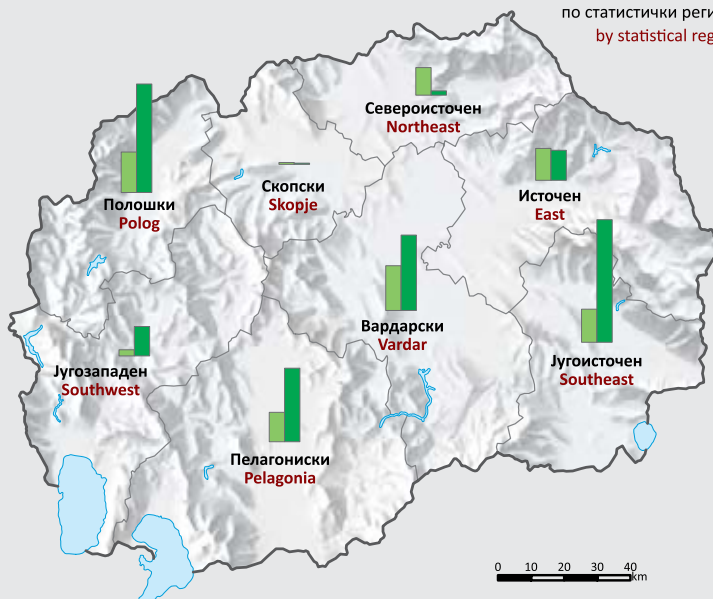 по статистички реги
by statistical reg
Североисточен
Northeast
Скопски
Skopje
Полошки
Polog
Источен
East
Вардарски
Vardar
Југоисточен
Southeast
Југозападен
Southwest
Пелагониски
Pelagonia
0 10 20 30 40
km